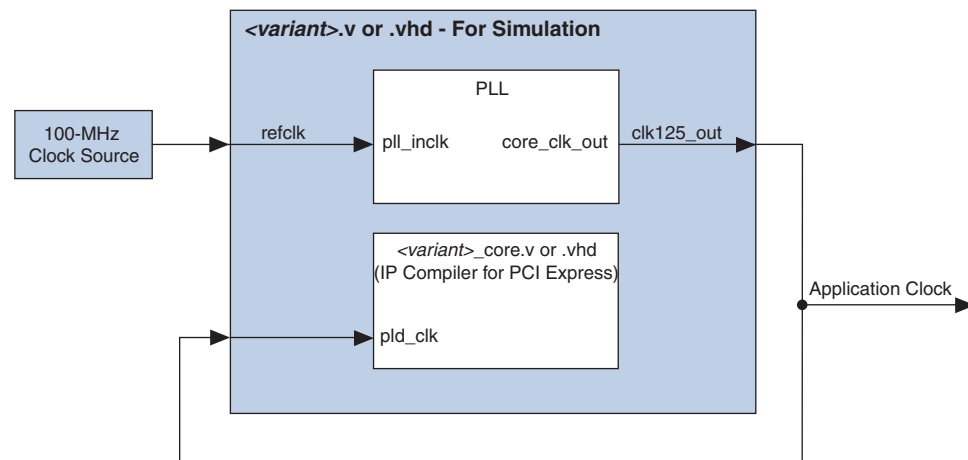 <variant>.v or .vhd - For Simulation
PLL
100-MHz
Clock Source
refclk
pll_inclk
core_clk_out
clk125_out
<variant>_core.v or .vhd
(IP Compiler for PCI Express)
Application Clock
pld_clk